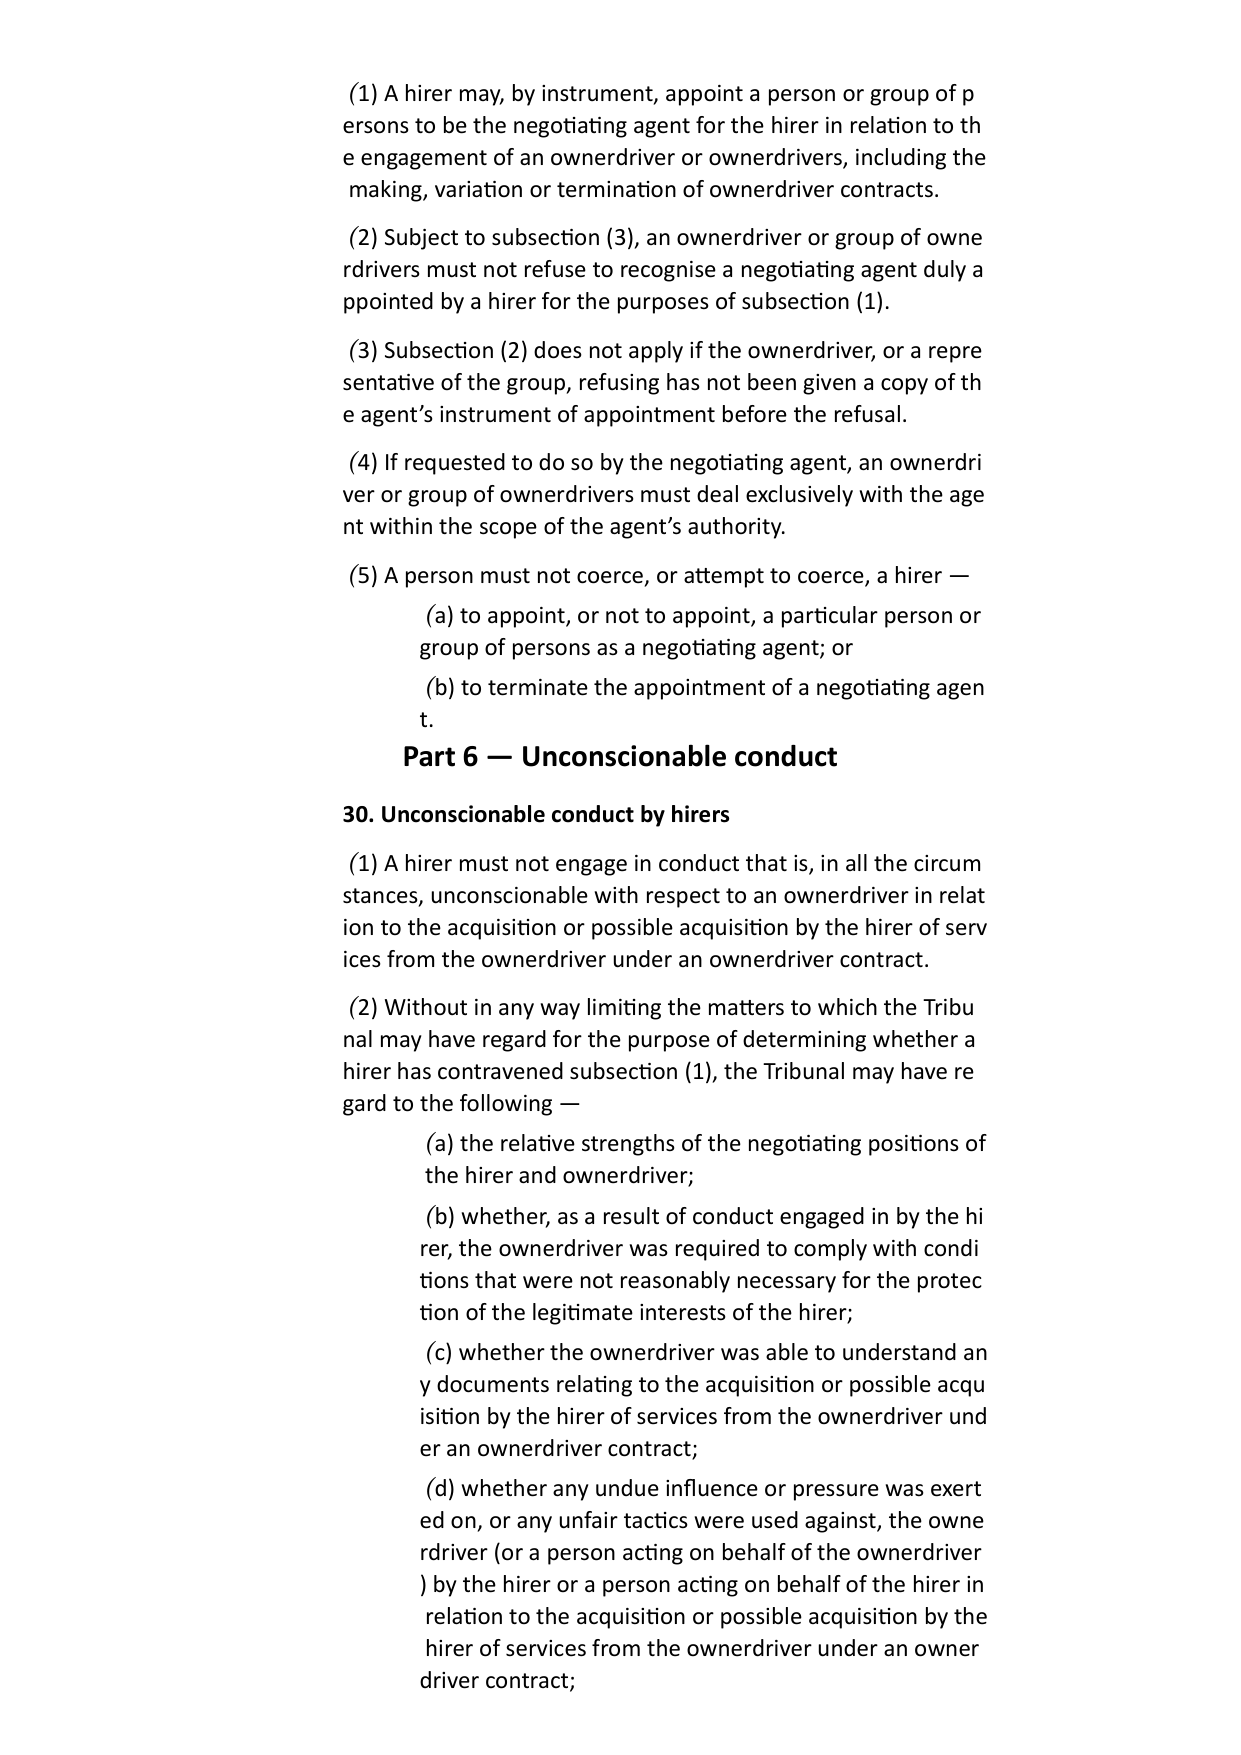 (1) A hirer may, by instrument, appoint a person or group of p
ersons to be the negotiating agent for the hirer in relation to th
e engagement of an ownerdriver or ownerdrivers, including the
making, variation or termination of ownerdriver contracts.
(2) Subject to subsection (3), an ownerdriver or group of owne
rdrivers must not refuse to recognise a negotiating agent duly a
ppointed by a hirer for the purposes of subsection (1).
(3) Subsection (2) does not apply if the ownerdriver, or a repre
sentative of the group, refusing has not been given a copy of th
e agent’s instrument of appointment before the refusal.
(4) If requested to do so by the negotiating agent, an ownerdri
ver or group of ownerdrivers must deal exclusively with the age
nt within the scope of the agent’s authority.
(5) A person must not coerce, or attempt to coerce, a hirer —
(a) to appoint, or not to appoint, a particular person or
group of persons as a negotiating agent; or
(b) to terminate the appointment of a negotiating agen
t.
Part 6 — Unconscionable conduct
30. Unconscionable conduct by hirers
(1) A hirer must not engage in conduct that is, in all the circum
stances, unconscionable with respect to an ownerdriver in relat
ion to the acquisition or possible acquisition by the hirer of serv
ices from the ownerdriver under an ownerdriver contract.
(2) Without in any way limiting the matters to which the Tribu
nal may have regard for the purpose of determining whether a
hirer has contravened subsection (1), the Tribunal may have re
gard to the following —
(a) the relative strengths of the negotiating positions of
the hirer and ownerdriver;
(b) whether, as a result of conduct engaged in by the hi
rer, the ownerdriver was required to comply with condi
tions that were not reasonably necessary for the protec
tion of the legitimate interests of the hirer;
(c) whether the ownerdriver was able to understand an
y documents relating to the acquisition or possible acqu
isition by the hirer of services from the ownerdriver und
er an ownerdriver contract;
(d) whether any undue influence or pressure was exert
ed on, or any unfair tactics were used against, the owne
rdriver (or a person acting on behalf of the ownerdriver
) by the hirer or a person acting on behalf of the hirer in
relation to the acquisition or possible acquisition by the
hirer of services from the ownerdriver under an owner
driver contract;